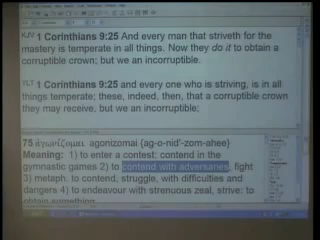 KJV 1 Corinthians 9:25 And every man that striveth for the
mastery is temperate in all things. Now they do it to obtain a
corruptible crown; but we an incorruptible.
YLT 1 Corinthians 9:25 and every one who is striving, is in all
things temperate; these, indeed, then, that a corruptible crown
they may receive, but we an incorruptible;
75 ἀγωνίζομαι agonizomai {ag-o-nid'-zom-ahee}
Meaning: 1) to enter a contest: contend in the
gymnastic games 2) to contend with adversaries, fight
3) metaph. to contend, struggle, with difficulties and
dangers 4) to endeavour with strenuous zeal, strive: to
obtain something